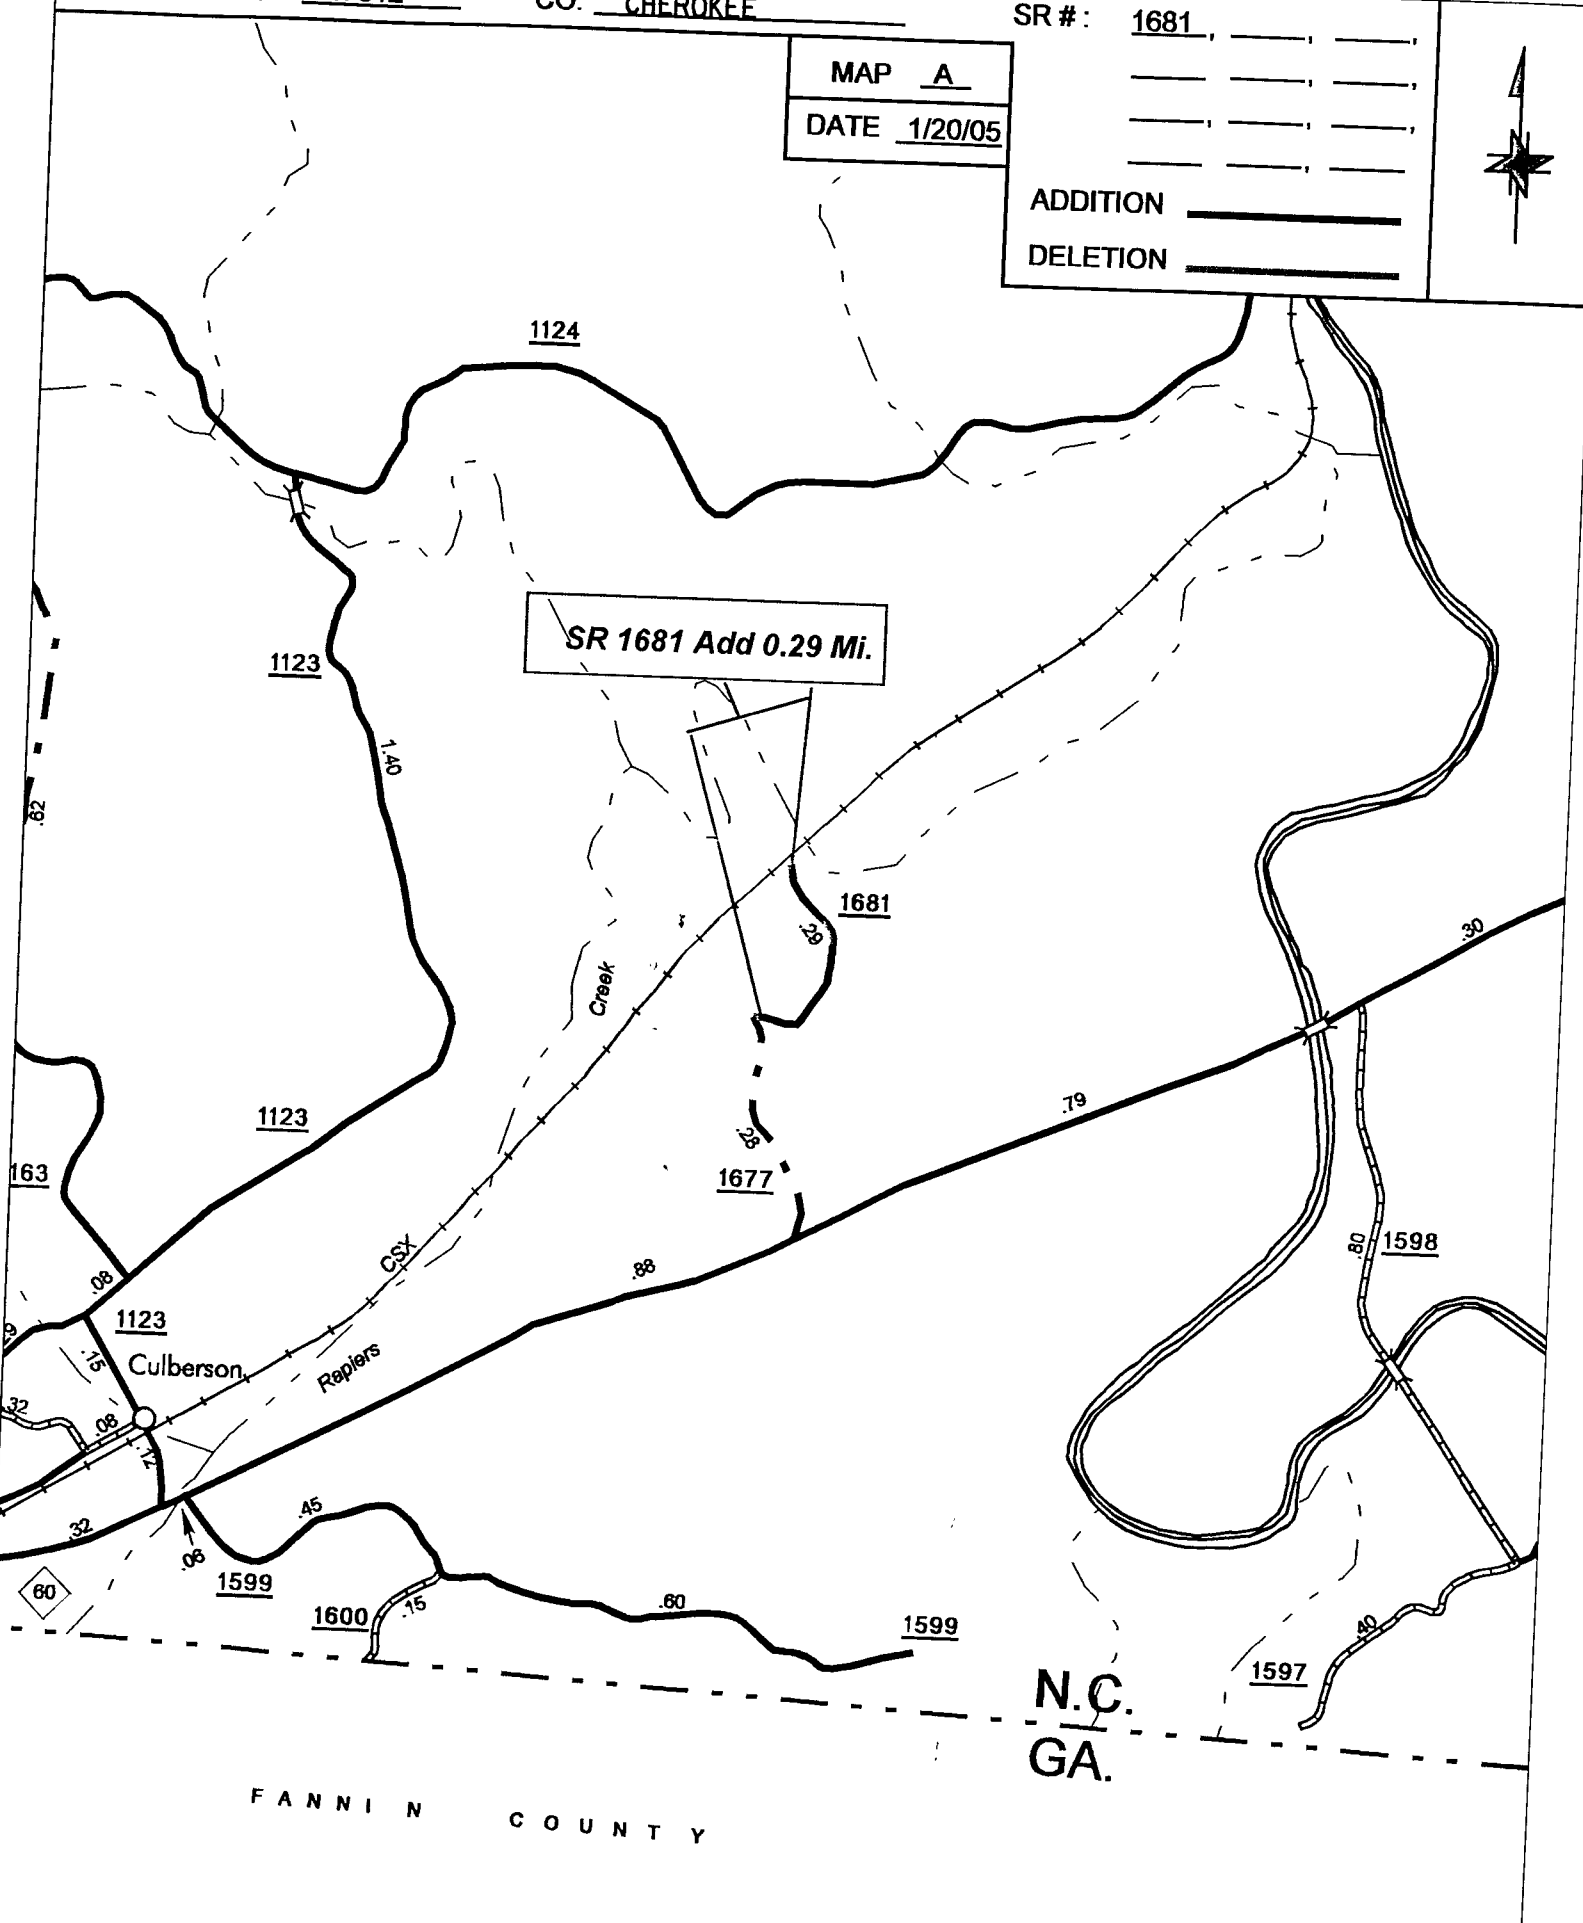 CO. CHEROKEE
SR # : 1681 , , ,
MAP A
DATE 1/20/05
ADDITION
DELETION
1124
SR 1681 Add 0.29 Mi.
1123
1.40
.62
1681
.29
Creek
.30
.79
1123
.28
163
1677
CSX
.88
.80
1598
.08
1123
.15
Culberson
Rapiers
.32
.08
.12
.45
.32
.06
60
1599
.60
1600
.15
1599
.40
1597
N.C.
GA.
FANNIN COUNTY